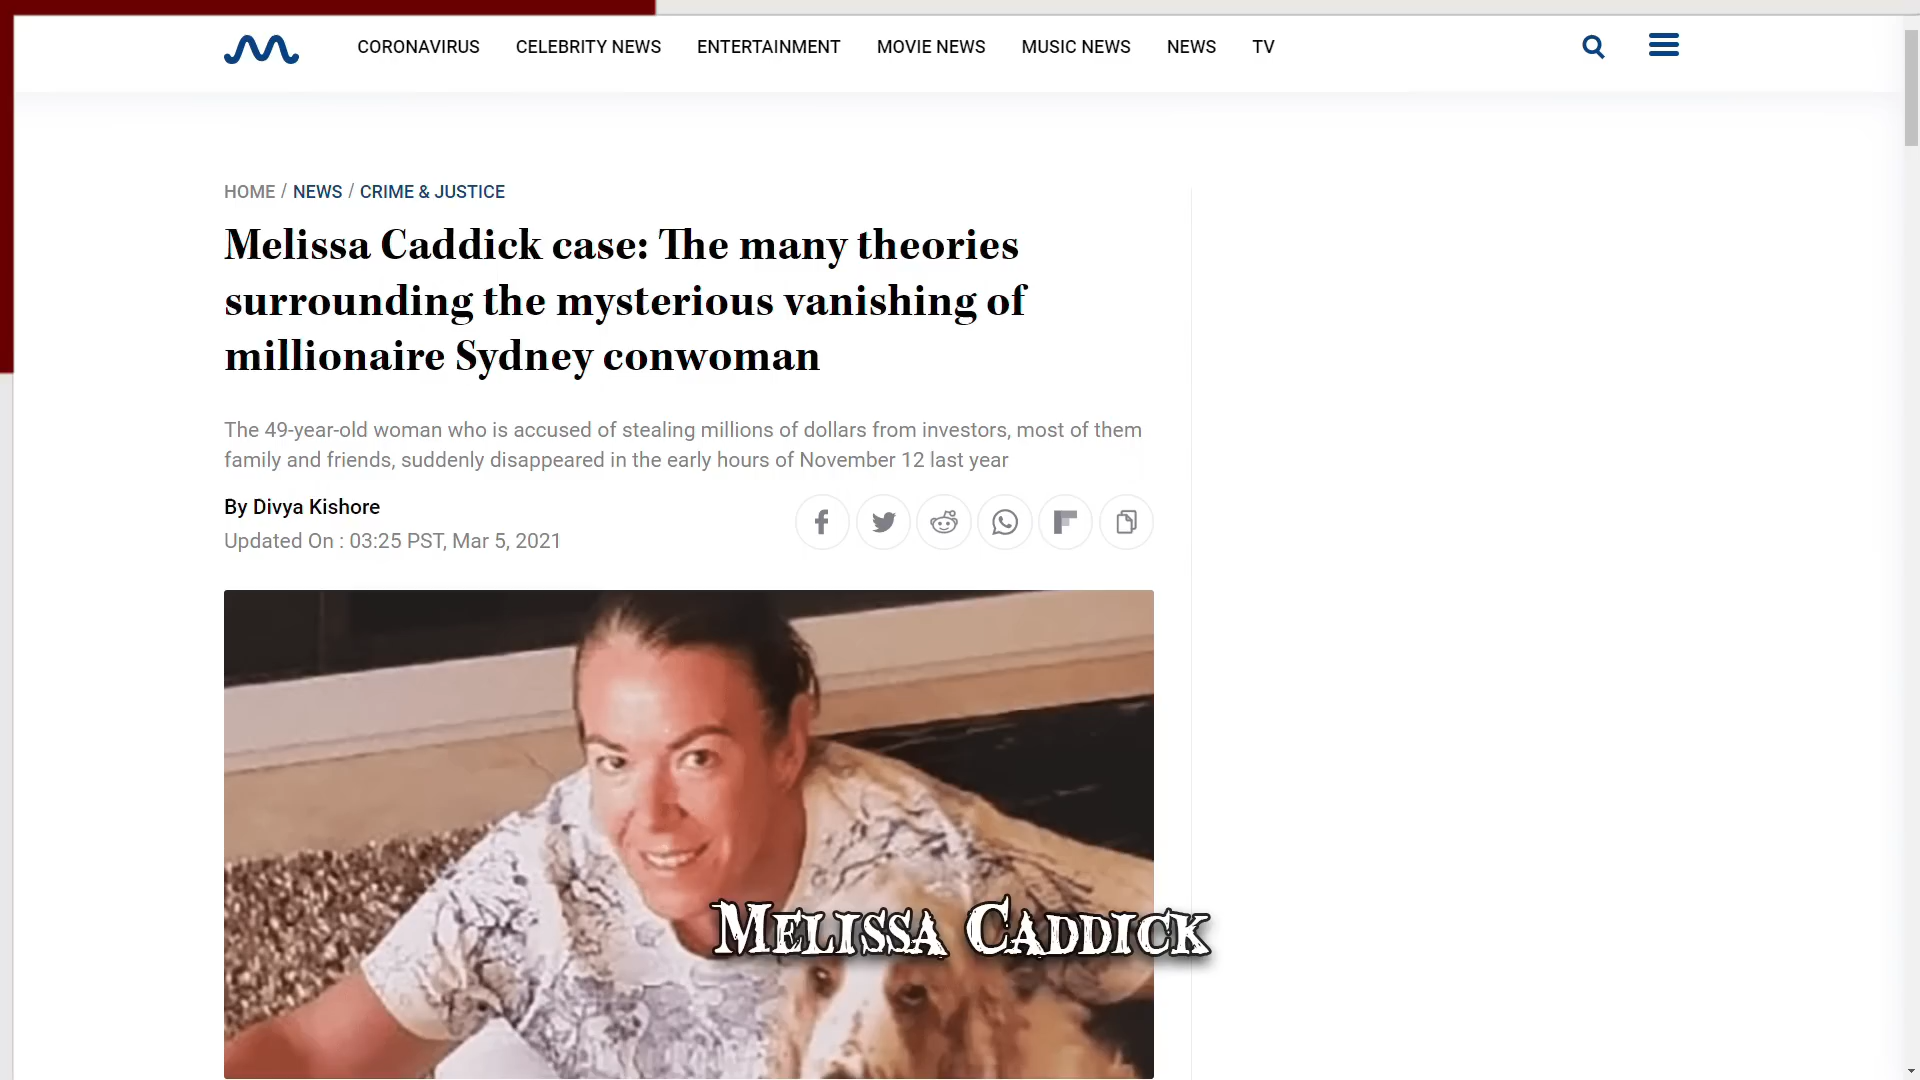 CORONAVIRUS CELEBRITY NEWS ENTERTAINMENT MOVIE NEWS MUSIC NEWS NEWS TV
HOME / NEWS / CRIME & JUSTICE
Melissa Caddick case: The many theories
surrounding the mysterious vanishing of
millionaire Sydney conwoman
The 49-year-old woman who is accused of stealing millions of dollars from investors, most of them
family and friends, suddenly disappeared in the early hours of November 12 last year
By Divya Kishore
Updated On : 03:25 PST, Mar 5, 2021
MELISSA CADDICK